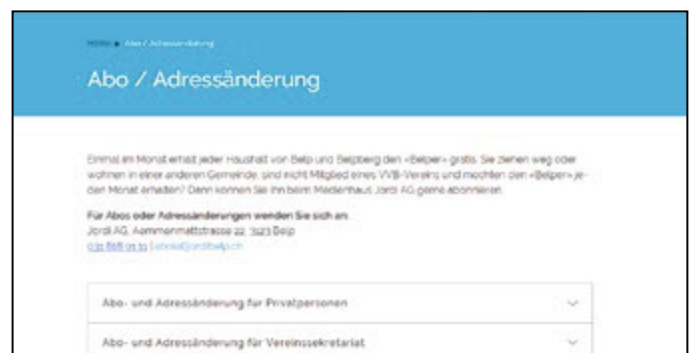 Home ▸ Abo / Adressänderung
Abo / Adressänderung
Einmal im Monat erhält jeder Haushalt von Belp und Belpberg den «Belper» gratis. Sie ziehen weg oder
wohnen in einer anderen Gemeinde, sind nicht Mitglied eines VVB-Vereins und möchten den «Belper» je-
den Monat erhalten? Dann können Sie ihn beim Medienhaus Jordi AG gerne abonnieren.
Für Abos oder Adressänderungen wenden Sie sich an:
Jordi AG, Aemmenmattstrasse 22, 3123 Belp
Abo- und Adressänderung für Privatpersonen
Abo- und Adressänderung für Vereinssekretariat